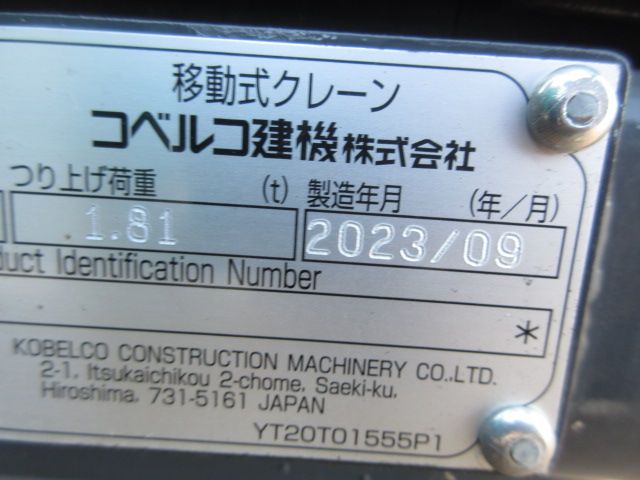 移動式クレーン
コベルコ建機株式会社
つり上げ荷重 (t) 製造年月 (年/月)
1.81 2023/09
duct Identification Number
*
KOBELCO CONSTRUCTION MACHINERY CO.,LTD.
2-1, Itsukaichikou 2-chome, Saeki-ku,
Hiroshima, 731-5161 JAPAN
YT20T01555P1